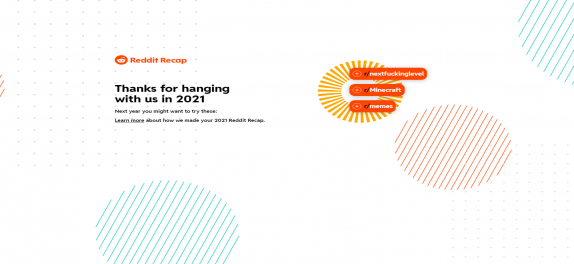 Reddit Recap
Thanks for hanging
with us in 2021
Next year you might want to try these:
Learn more about how we made your 2021 Reddit Recap.
r/nextfuckinglevel
r/Minecraft
r/memes